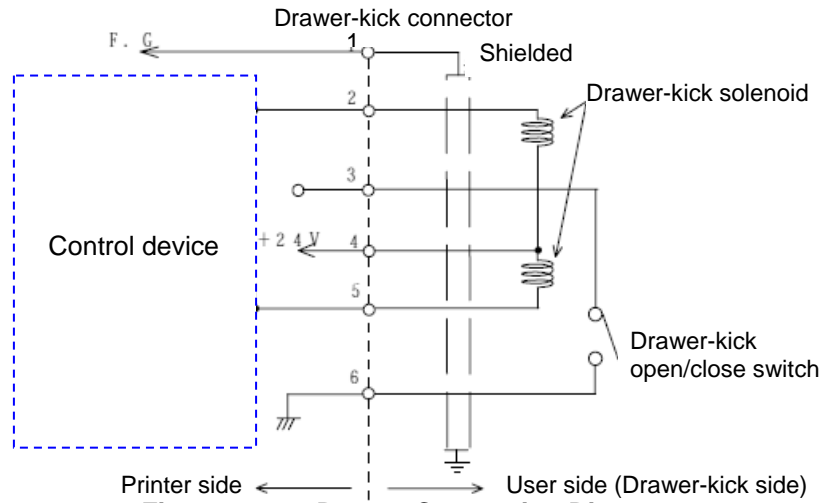 Drawer-kick connector
F. G
1
Shielded
2
Drawer-kick solenoid
3
Control device
+24V
4
5
Drawer-kick
open/close switch
6
Printer side
User side (Drawer-kick side)